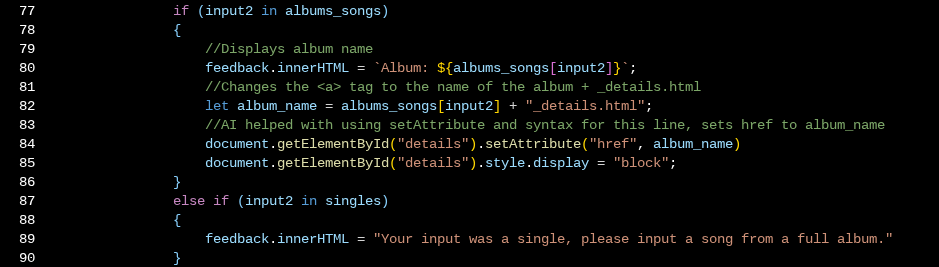 77 if (input2 in albums_songs)
78 {
79 //Displays album name
80 feedback.innerHTML = `Album: ${albums_songs[input2]}`;
81 //Changes the <a> tag to the name of the album + _details.html
82 let album_name = albums_songs[input2] + "_details.html";
83 //AI helped with using setAttribute and syntax for this line, sets href to album_name
84 document.getElementById("details").setAttribute("href", album_name)
85 document.getElementById("details").style.display = "block";
86 }
87 else if (input2 in singles)
88 {
89 feedback.innerHTML = "Your input was a single, please input a song from a full album."
90 }